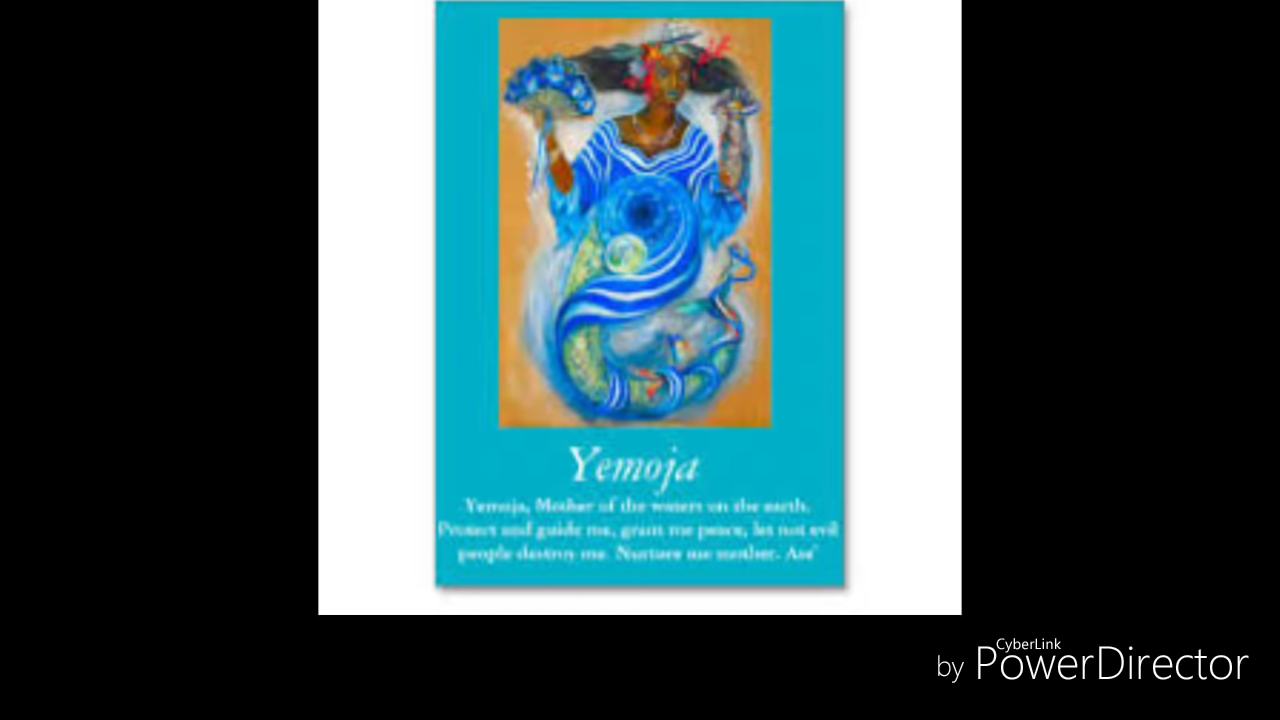 Yemoja
Yemoja, Mother of the waters on the earth.
Protect and guide me, grant me peace, let not evil
people destroy me. Nurture me mother. Asé
CyberLink
by PowerDirector